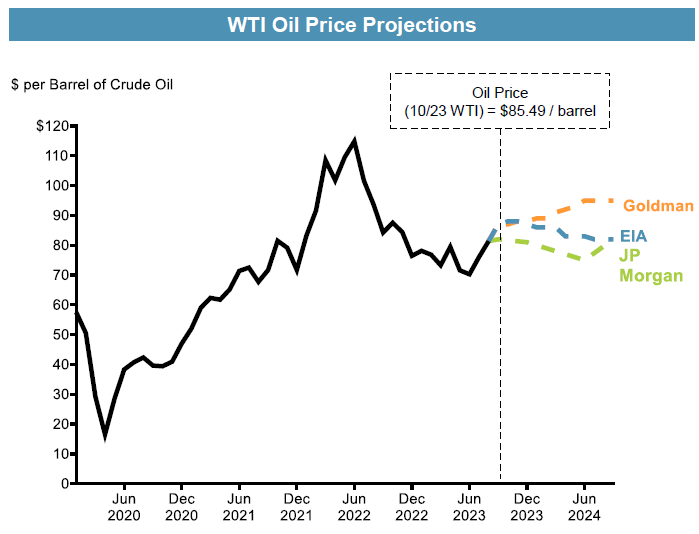 WTI Oil Price Projections
$ per Barrel of Crude Oil
Oil Price
(10/23 WTI) = $85.49 / barrel
$120
110
100
90
80
70
60
50
40
30
20
10
0
Goldman
EIA
JP
Morgan
Jun Dec Jun Dec Jun Dec Jun Dec Jun
2020 2020 2021 2021 2022 2022 2023 2023 2024